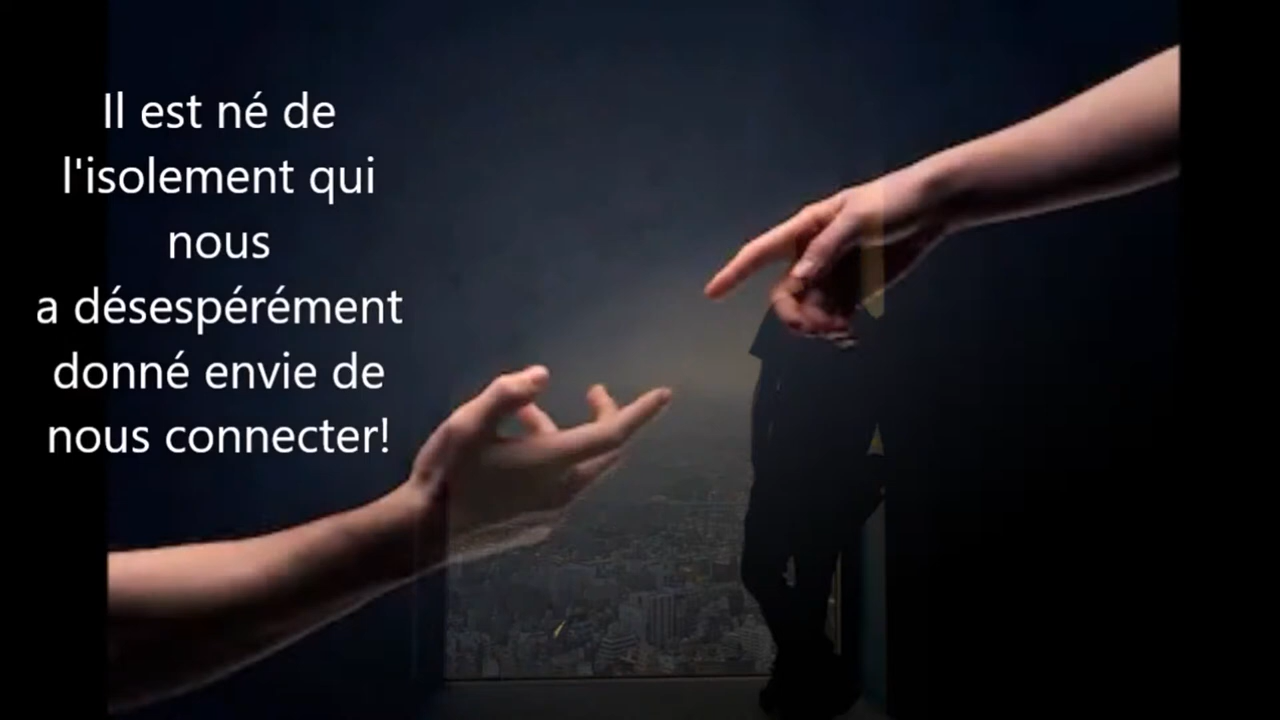 Il est né de
l'isolement qui
nous
a désespérément
donné envie de
nous connecter!